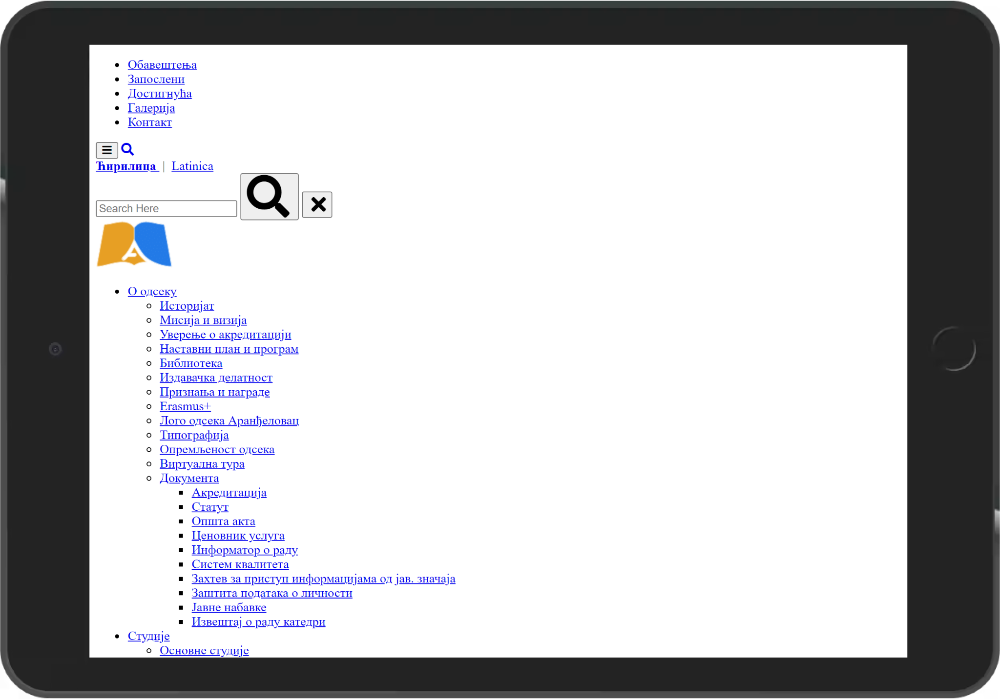 Обавештења
Запослени
Достигнућа
Галерија
Контакт
Ћирилица | Latinica
Search Here
О одсеку
Историјат
Мисија и визија
Уверење о акредитацији
Наставни план и програм
Библиотека
Издавачка делатност
Признања и награде
Erasmus+
Лого одсека Аранђеловац
Типографија
Опремљеност одсека
Виртуална тура
Документа
Акредитација
Статут
Општа акта
Ценовник услуга
Информатор о раду
Систем квалитета
Захтев за приступ информацијама од јав. значаја
Заштита података о личности
Јавне набавке
Извештај о раду катедри
Студије
Основне студије